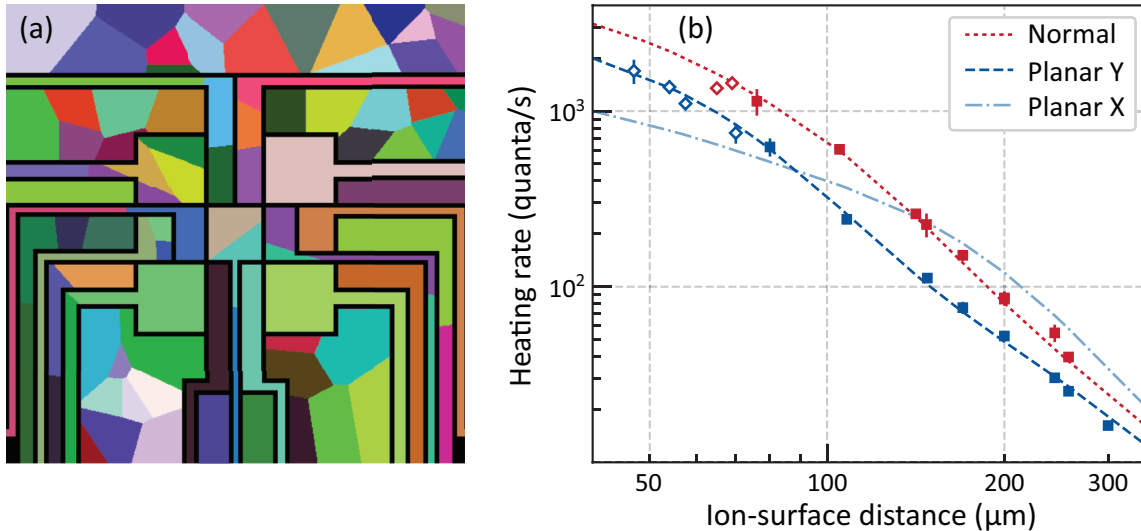 (a)
(b)
Normal
Planar Y
Planar X
Heating rate (quanta/s)
10³
10²
50
100
200
300
Ion-surface distance (µm)